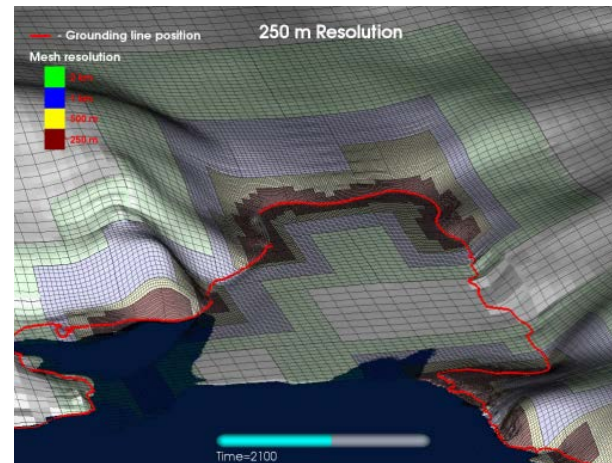 - Grounding line position
250 m Resolution
Mesh resolution
2 km
1 km
500 m
250 m
Time=2100